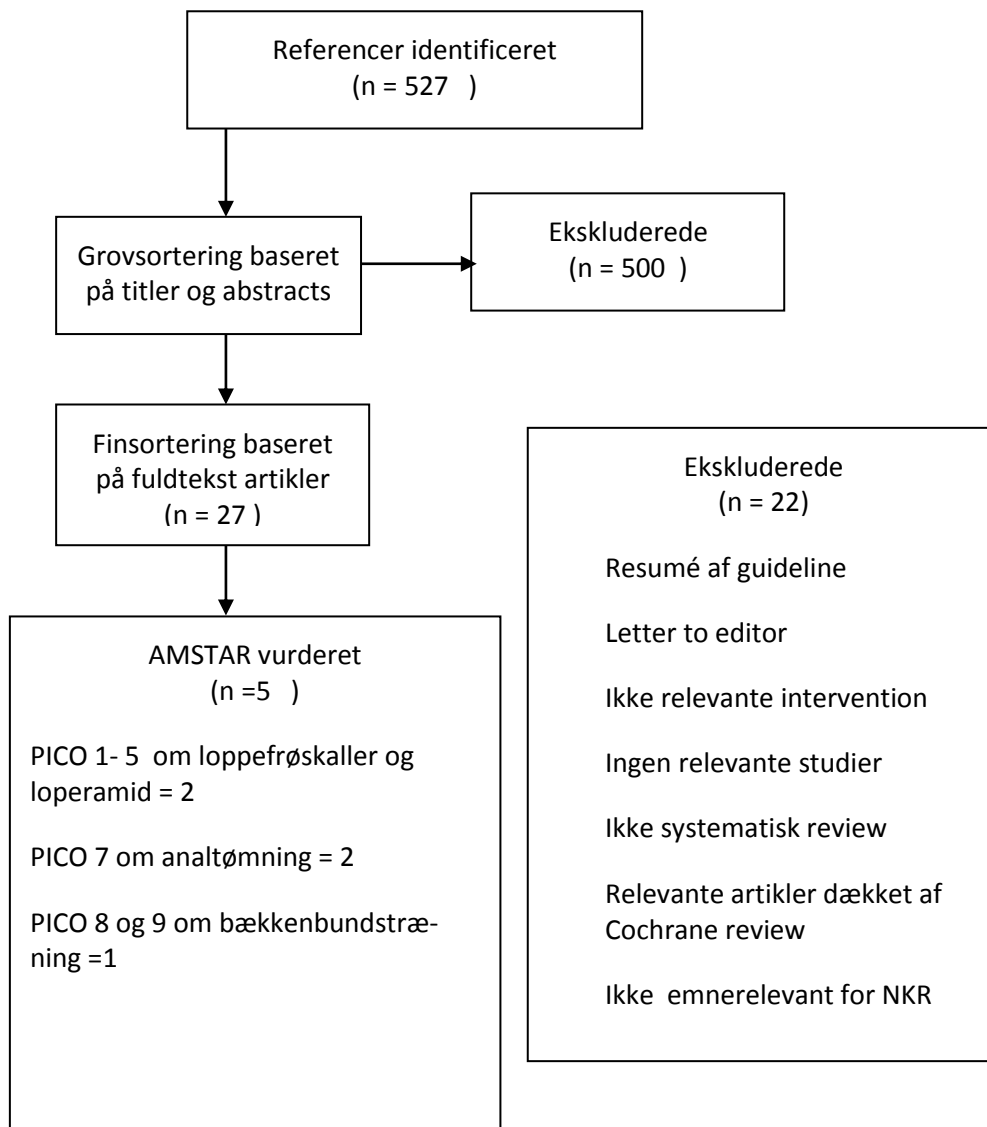 Referencer identificeret
(n = 527   )
Grovsortering baseret
på titler og abstracts
Ekskluderede
(n = 500  )
Finsortering baseret
på fuldtekst artikler
(n = 27 )
Ekskluderede
(n = 22)
Resumé af guideline
Letter to editor
Ikke relevante intervention
Ingen relevante studier
Ikke systematisk review
Relevante artikler dækket af
Cochrane review
Ikke  emnerelevant for NKR
AMSTAR vurderet
(n =5   )
PICO 1- 5  om loppefrøskaller og
loperamid = 2
PICO 7 om analtømning = 2
PICO 8 og 9 om bækkenbundstræ-
ning =1